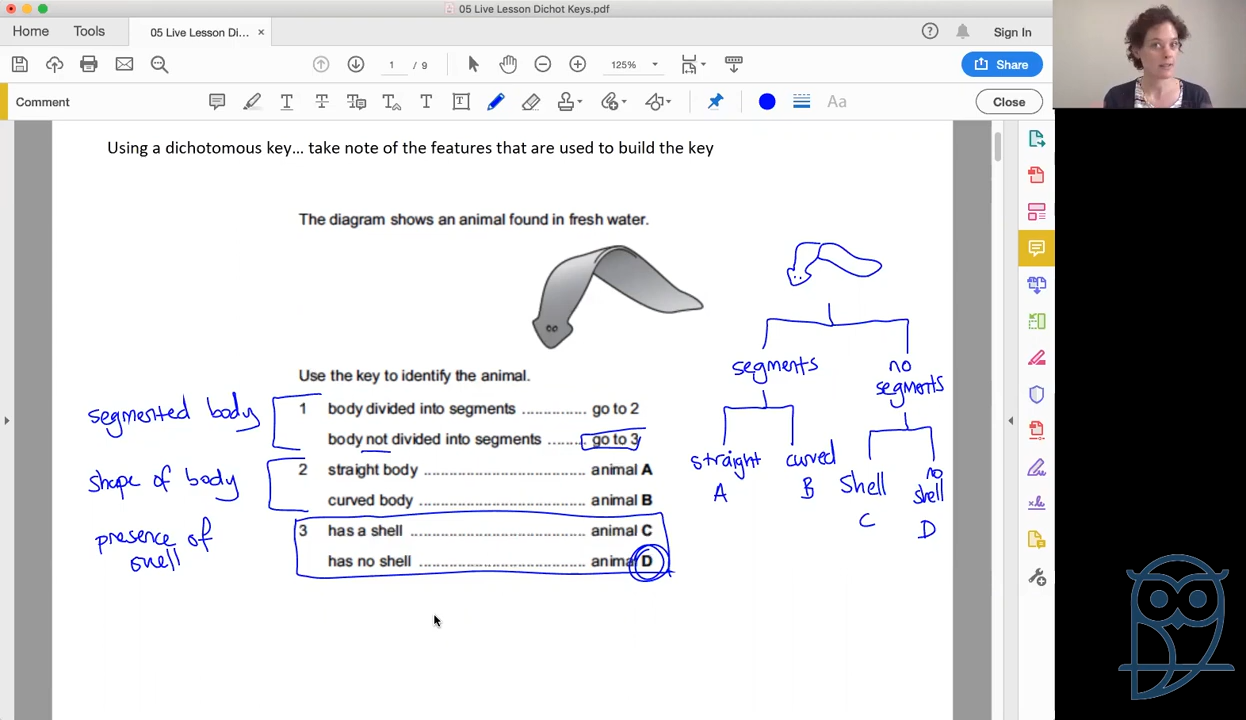 05 Live Lesson Dichot Keys.pdf
Home
Tools
05 Live Lesson Di...
×
Sign In
1 / 9
125%
Share
Comment
Aa
Close
Using a dichotomous key... take note of the features that are used to build the key
The diagram shows an animal found in fresh water.
Use the key to identify the animal.
1 body divided into segments .............. go to 2
body not divided into segments ......... go to 3
2 straight body ................................... animal A
curved body .................................... animal B
3 has a shell ...................................... animal C
has no shell .................................... animal D
segmented body
shape of body
presence of
shell
segments
no
segments
straight
A
curved
B
Shell
C
no
shell
D